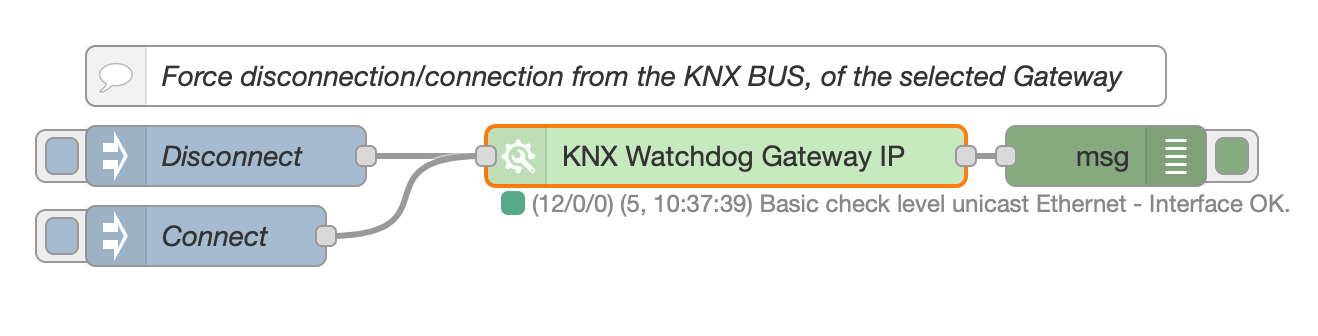 Force disconnection/connection from the KNX BUS, of the selected Gateway
Disconnect
KNX Watchdog Gateway IP
msg
(12/0/0) (5, 10:37:39) Basic check level unicast Ethernet - Interface OK.
Connect